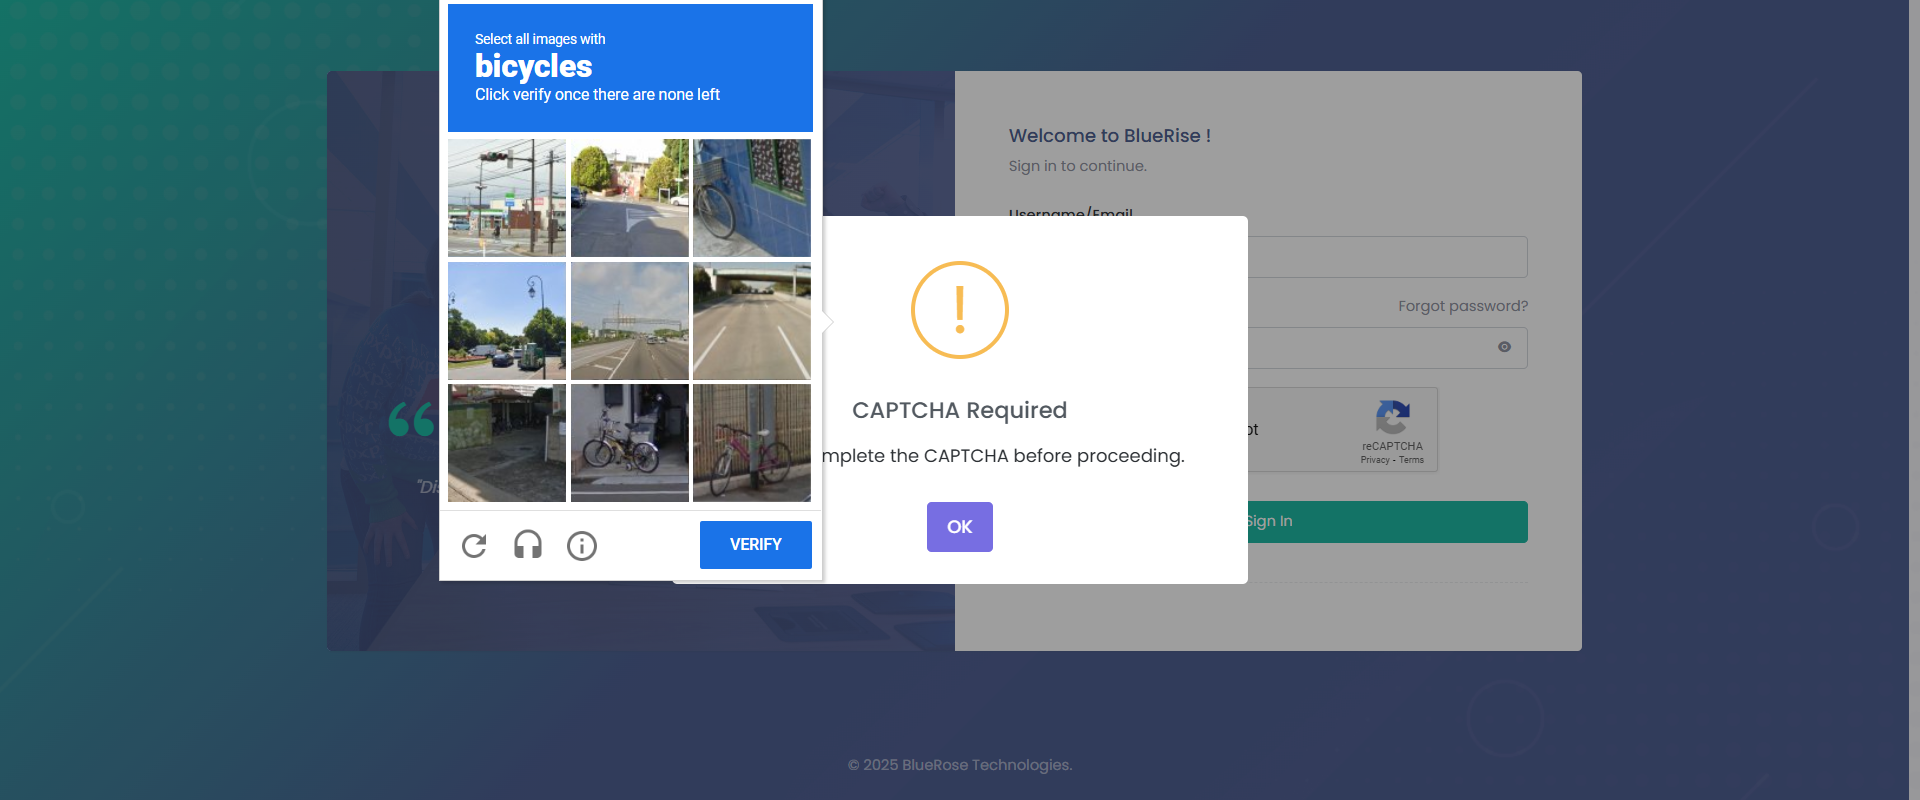 Select all images with
bicycles
Click verify once there are none left
VERIFY
"Dis
Welcome to BlueRise !
Sign in to continue.
Username/Email
Forgot password?
CAPTCHA Required
mplete the CAPTCHA before proceeding.
OK
reCAPTCHA
Privacy - Terms
Sign In
© 2025 BlueRose Technologies.